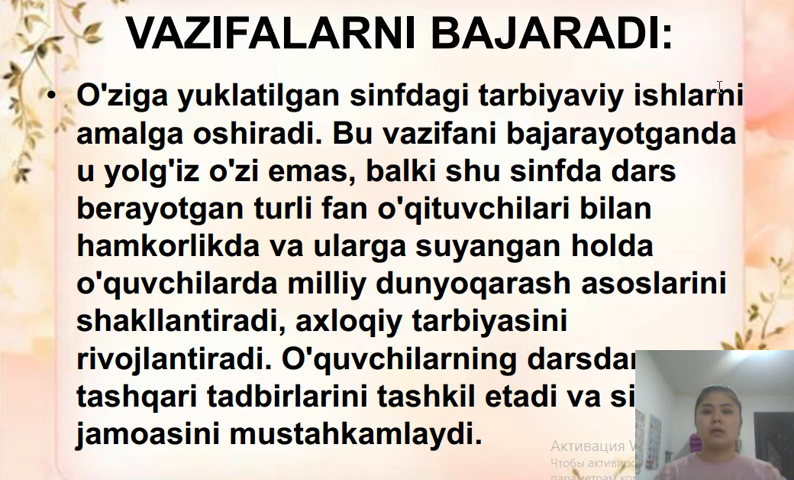 VAZIFALARNI BAJARADI:
• O'ziga yuklatilgan sinfdagi tarbiyaviy ishlarni
amalga oshiradi. Bu vazifani bajarayotganda
u yolg'iz o'zi emas, balki shu sinfda dars
berayotgan turli fan o'qituvchilari bilan
hamkorlikda va ularga suyangan holda
o'quvchilarda milliy dunyoqarash asoslarini
shakllantiradi, axloqiy tarbiyasini
rivojlantiradi. O'quvchilarning
tashqari tadbirlarini tashkil etadi va
jamoasini mustahkamlaydi.
Активация
Чтобы